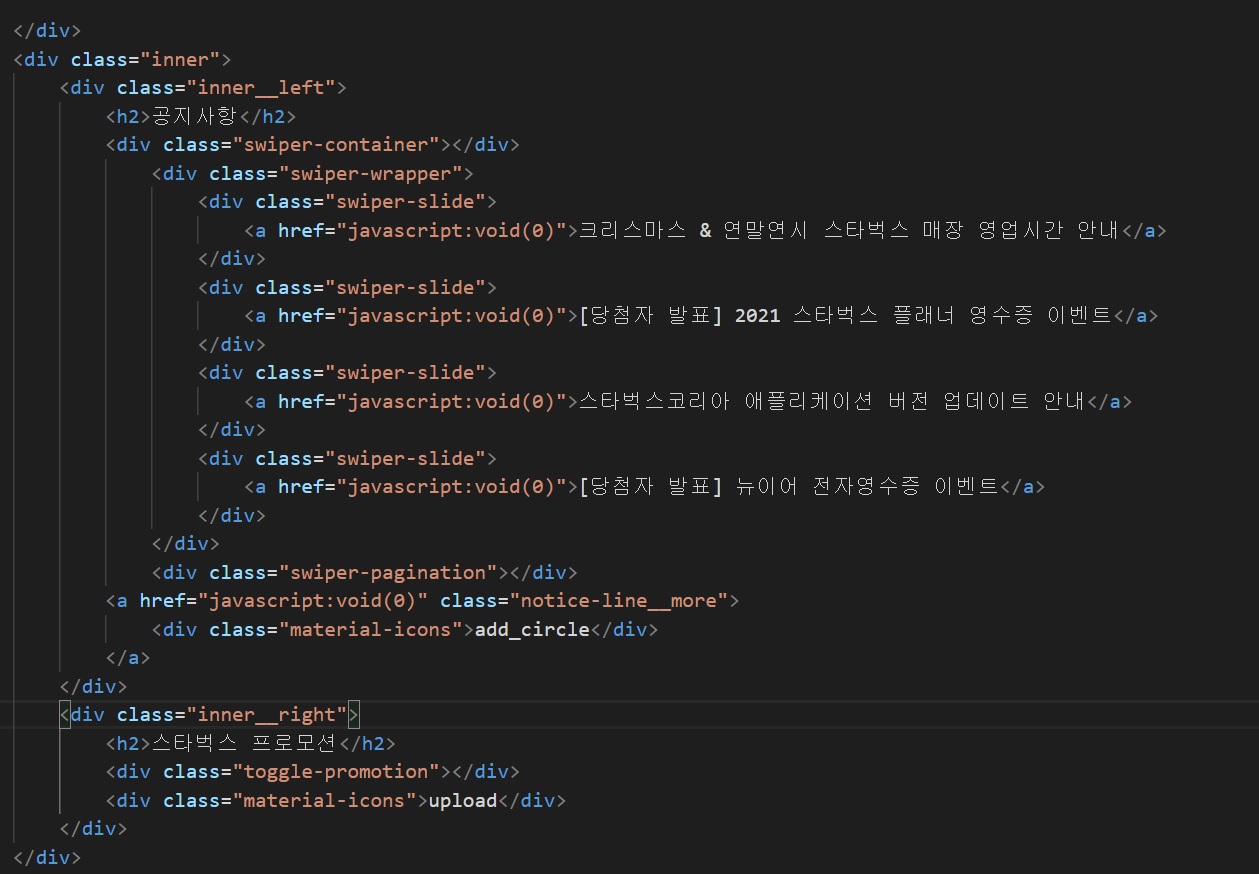 </div>
<div class="inner">
    <div class="inner__left">
        <h2>공지사항</h2>
        <div class="swiper-container"></div>
            <div class="swiper-wrapper">
                <div class="swiper-slide">
                    <a href="javascript:void(0)">크리스마스 & 연말연시 스타벅스 매장 영업시간 안내</a>
                </div>
                <div class="swiper-slide">
                    <a href="javascript:void(0)">[당첨자 발표] 2021 스타벅스 플래너 영수증 이벤트</a>
                </div>
                <div class="swiper-slide">
                    <a href="javascript:void(0)">스타벅스코리아 애플리케이션 버전 업데이트 안내</a>
                </div>
                <div class="swiper-slide">
                    <a href="javascript:void(0)">[당첨자 발표] 뉴이어 전자영수증 이벤트</a>
                </div>
            </div>
            <div class="swiper-pagination"></div>
        <a href="javascript:void(0)" class="notice-line__more">
            <div class="material-icons">add_circle</div>
        </a>
    </div>
    <div class="inner__right">
        <h2>스타벅스 프로모션</h2>
        <div class="toggle-promotion"></div>
        <div class="material-icons">upload</div>
    </div>
</div>